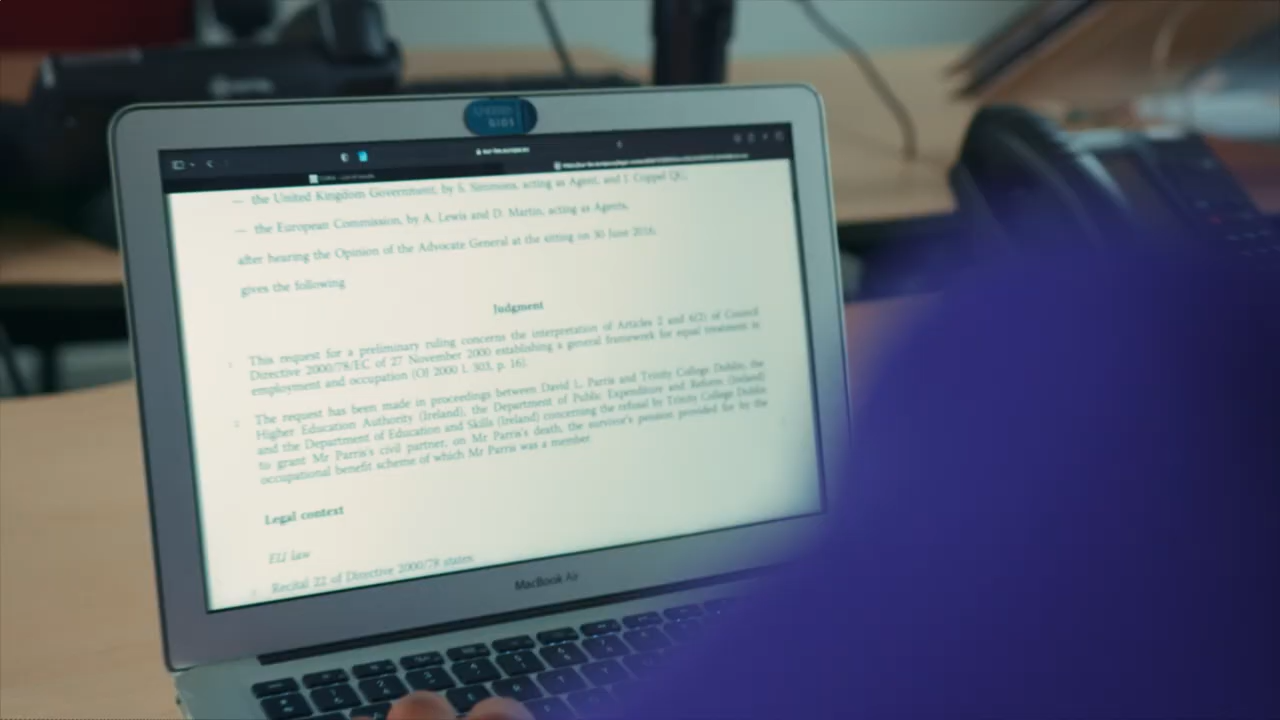 — the United Kingdom Government, by S. Simmons, acting as Agent, and J. Coppel QC,
— the European Commission, by A. Lewis and D. Martin, acting as Agents,
after hearing the Opinion of the Advocate General at the sitting on 30 June 2016,
gives the following
Judgment
1 This request for a preliminary ruling concerns the interpretation of Articles 2 and 6(2) of Council
Directive 2000/78/EC of 27 November 2000 establishing a general framework for equal treatment in
employment and occupation (OJ 2000 L 303, p. 16).
2 The request has been made in proceedings between David L. Parris and Trinity College Dublin, the
Higher Education Authority (Ireland), the Department of Public Expenditure and Reform (Ireland)
and the Department of Education and Skills (Ireland) concerning the refusal by Trinity College Dublin
to grant Mr Parris's civil partner, on Mr Parris's death, the survivor's pension provided for by the
occupational benefit scheme of which Mr Parris was a member.
Legal context
EU law
Recital 22 of Directive 2000/78 states:
MacBook Air